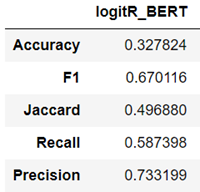 logitR_BERT
Accuracy 0.327824
F1 0.670116
Jaccard 0.496880
Recall 0.587398
Precision 0.733199